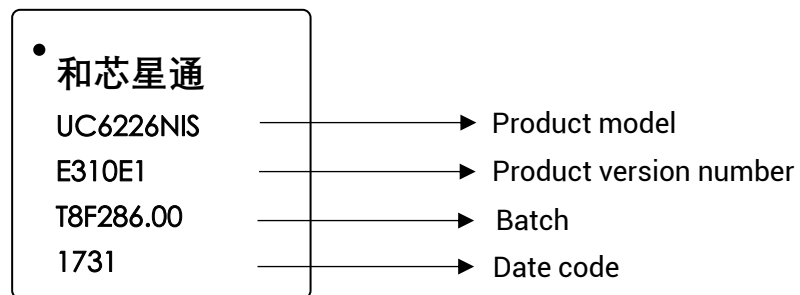 和芯星通
UC6226NIS Product model
E310E1 Product version number
T8F286.00 Batch
1731 Date code